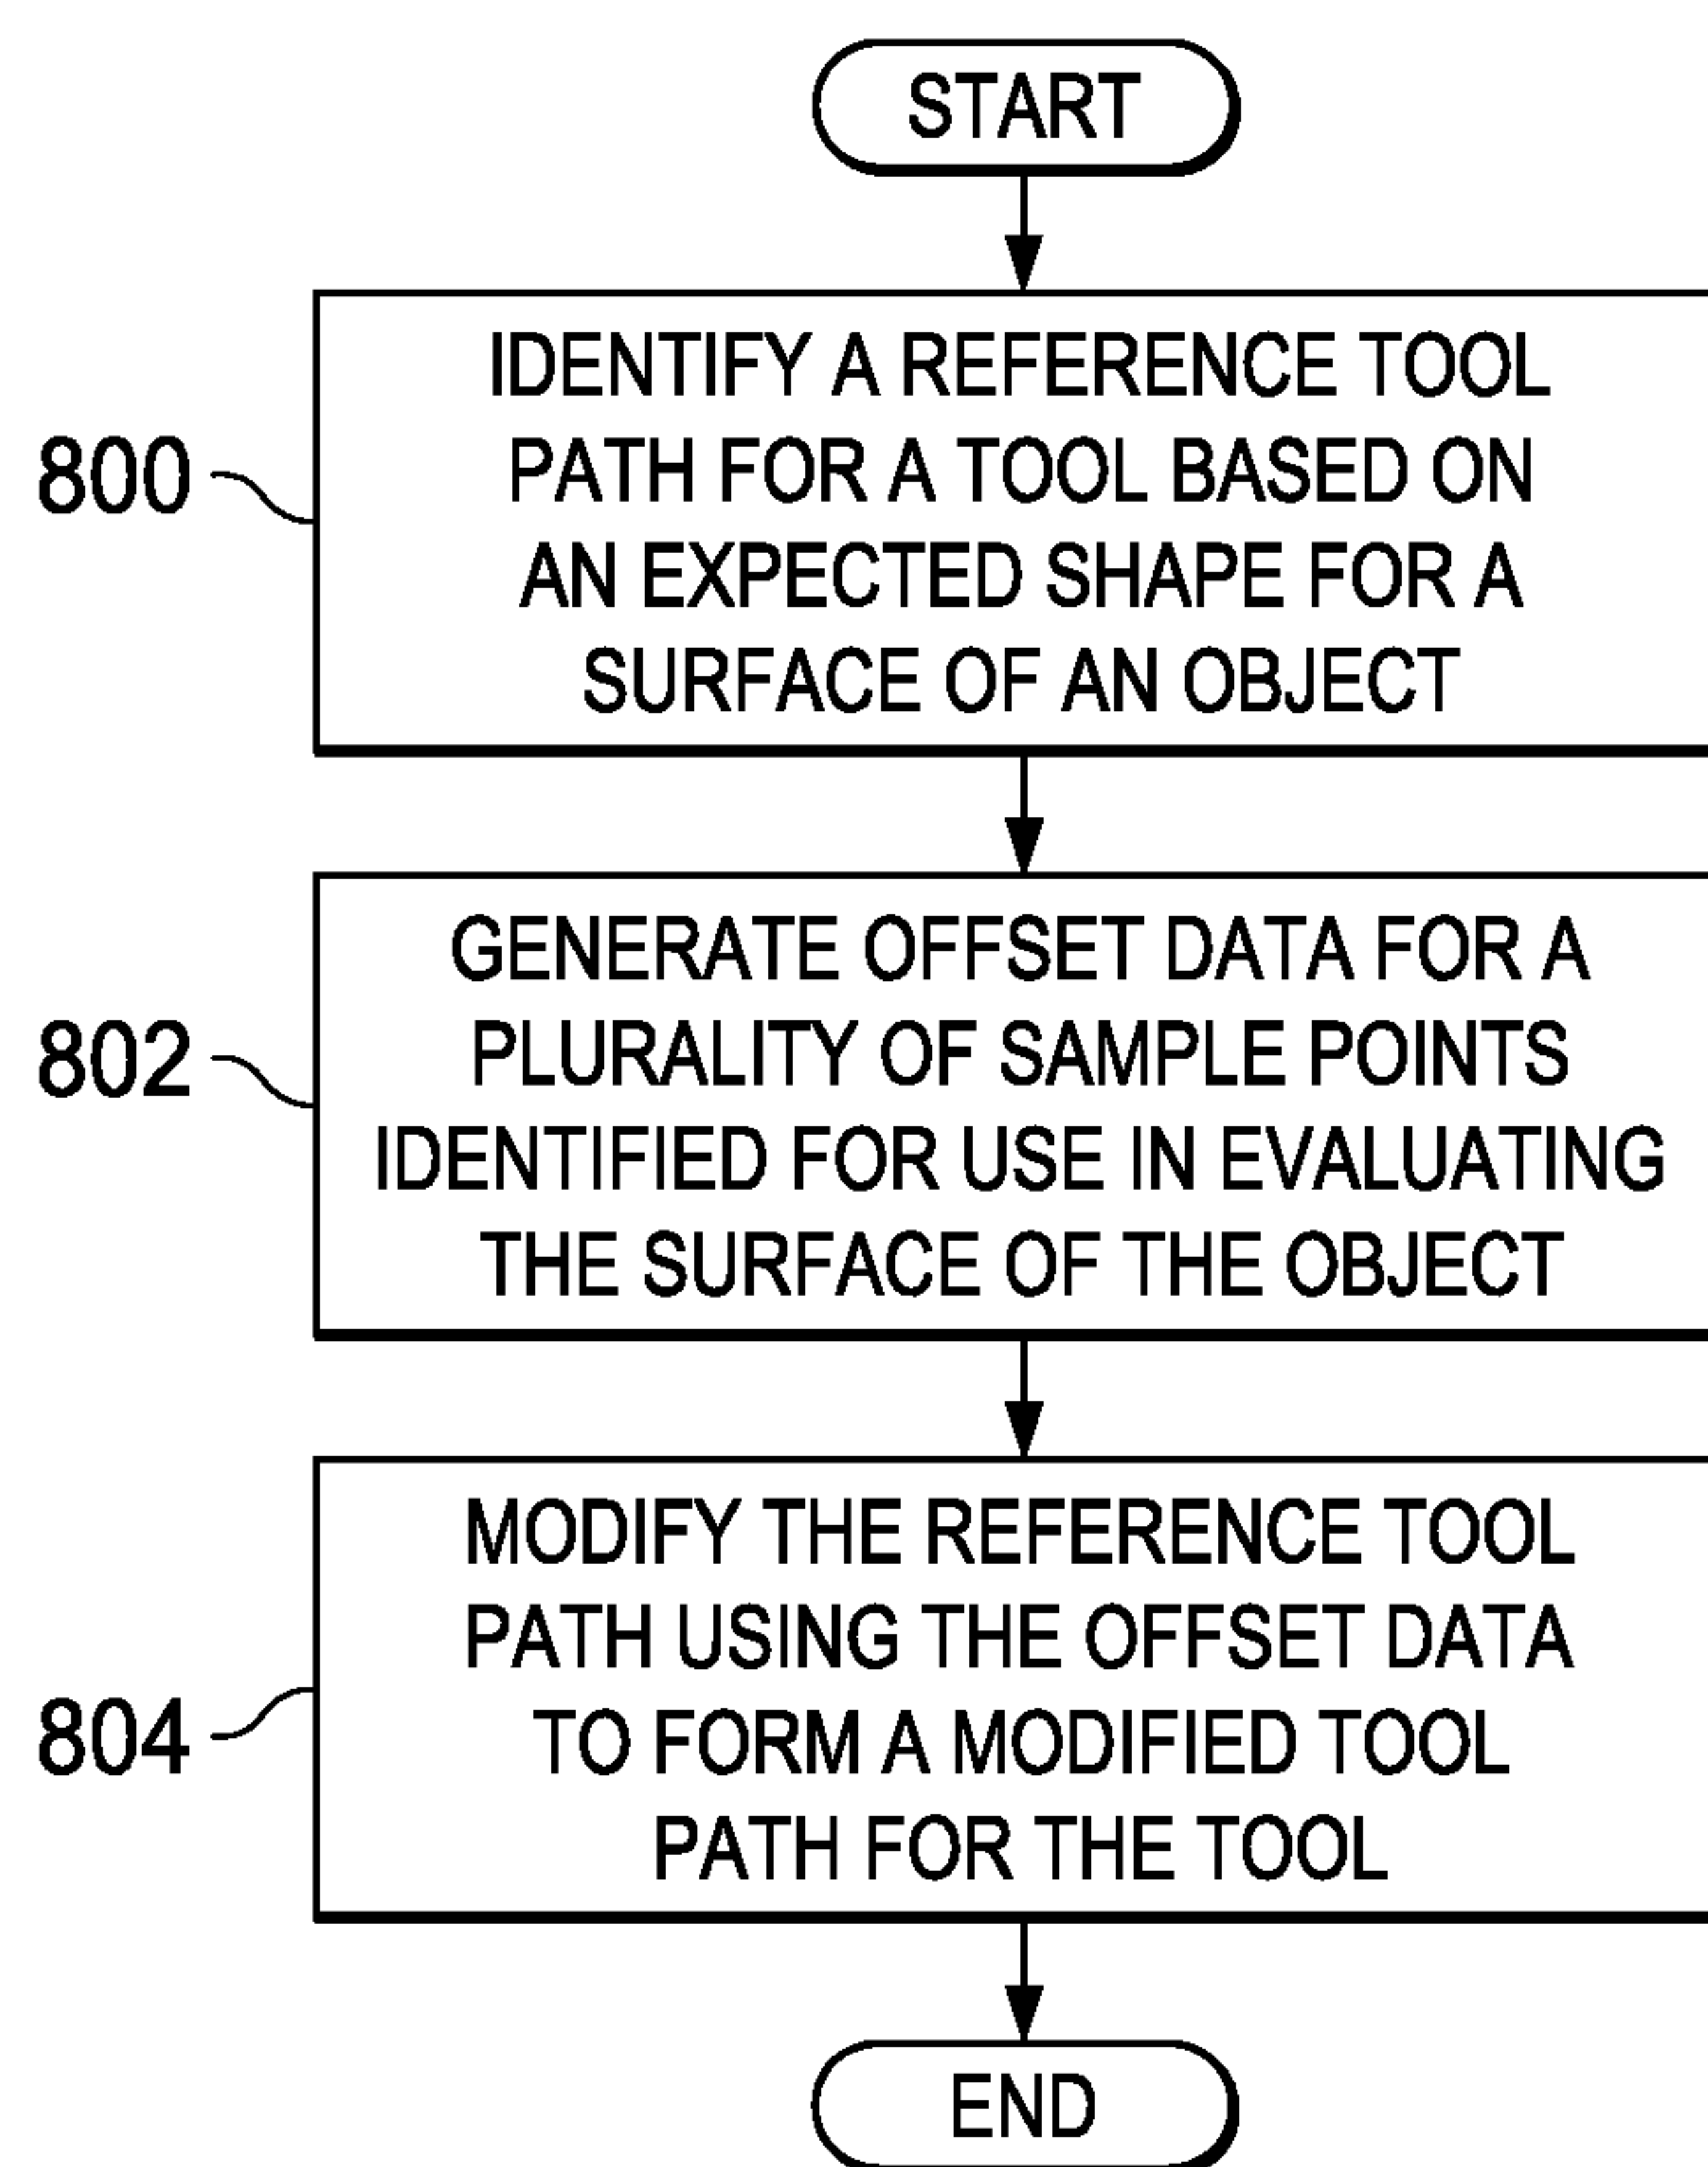 START
IDENTIFY A REFERENCE TOOL
PATH FOR A TOOL BASED ON
AN EXPECTED SHAPE FOR A
SURFACE OF AN OBJECT
800
GENERATE OFFSET DATA FOR A
PLURALITY OF SAMPLE POINTS
IDENTIFIED FOR USE IN EVALUATING
THE SURFACE OF THE OBJECT
802
MODIFY THE REFERENCE TOOL
PATH USING THE OFFSET DATA
TO FORM A MODIFIED TOOL
PATH FOR THE TOOL
804
END